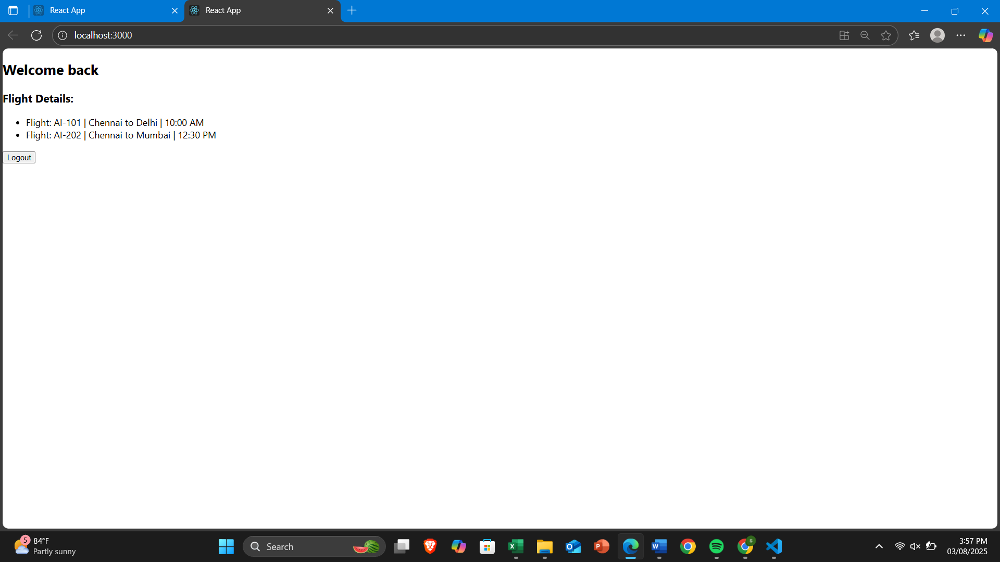 React App
React App
localhost:3000
Welcome back
Flight Details:
Flight: AI-101 | Chennai to Delhi | 10:00 AM
Flight: AI-202 | Chennai to Mumbai | 12:30 PM
Logout
5
84°F
Partly sunny
Search
3:57 PM
03/08/2025